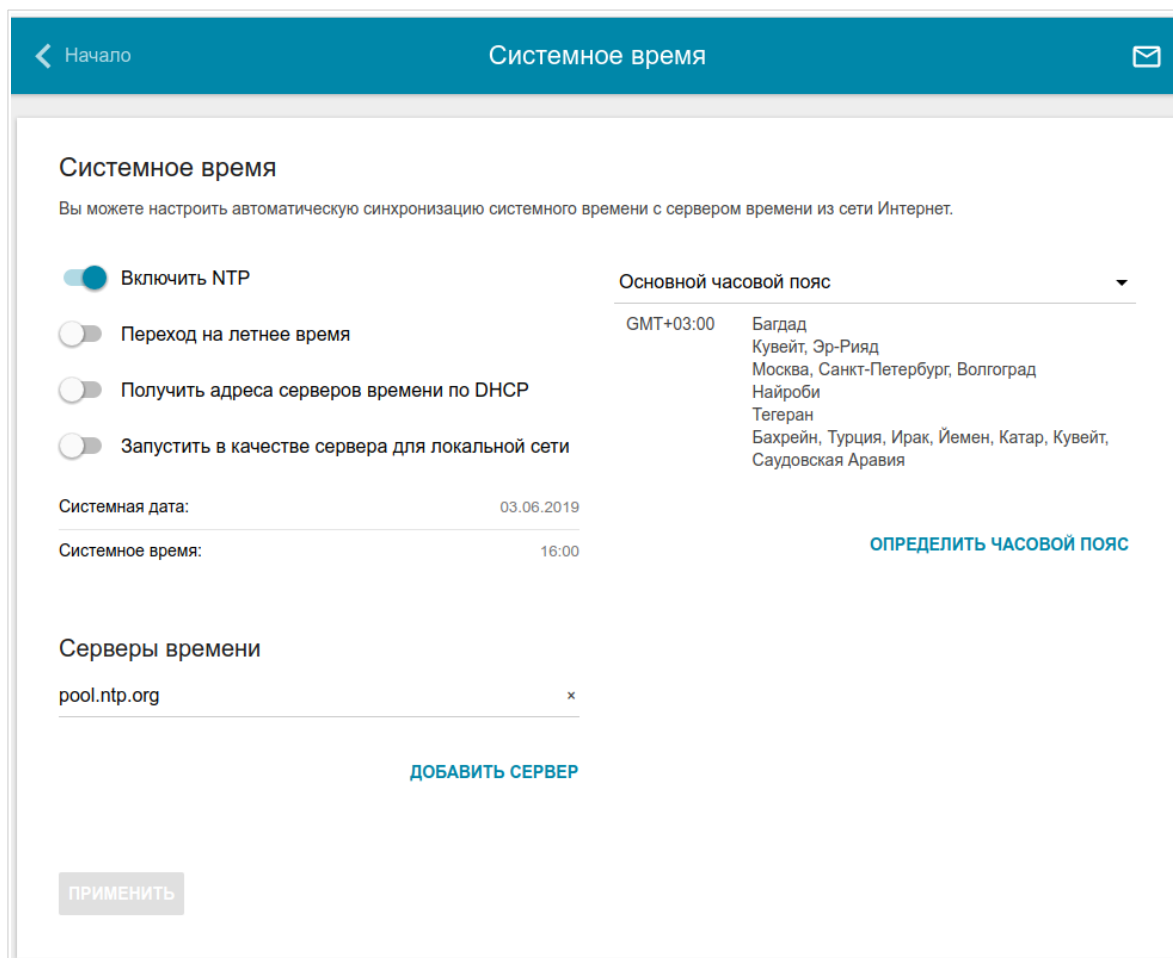 Начало
Системное время
Системное время
Вы можете настроить автоматическую синхронизацию системного времени с сервером времени из сети Интернет.
Включить NTP
Переход на летнее время
Получить адреса серверов времени по DHCP
Запустить в качестве сервера для локальной сети
Системная дата: 03.06.2019
Системное время: 16:00
Основной часовой пояс
GMT+03:00 Багдад
Кувейт, Эр-Рияд
Москва, Санкт-Петербург, Волгоград
Найроби
Тегеран
Бахрейн, Турция, Ирак, Йемен, Катар, Кувейт,
Саудовская Аравия
ОПРЕДЕЛИТЬ ЧАСОВОЙ ПОЯС
Серверы времени
pool.ntp.org ×
ДОБАВИТЬ СЕРВЕР
ПРИМЕНИТЬ